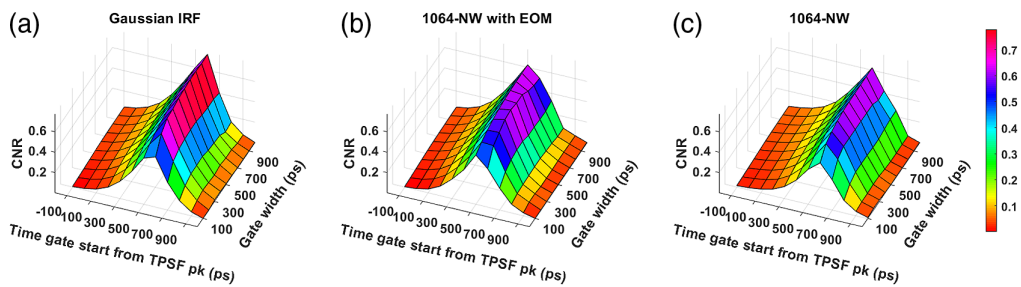 (a) Gaussian IRF
CNR
0.6
0.4
0.2
-100 100 300 500 700 900
Time gate start from TPSF pk (ps)
100 300 500 700 900
Gate width (ps)
(b) 1064-NW with EOM
CNR
0.6
0.4
0.2
-100 100 300 500 700 900
Time gate start from TPSF pk (ps)
100 300 500 700 900
Gate width (ps)
(c) 1064-NW
CNR
0.6
0.4
0.2
-100 100 300 500 700 900
Time gate start from TPSF pk (ps)
100 300 500 700 900
Gate width (ps)
0.7
0.6
0.5
0.4
0.3
0.2
0.1